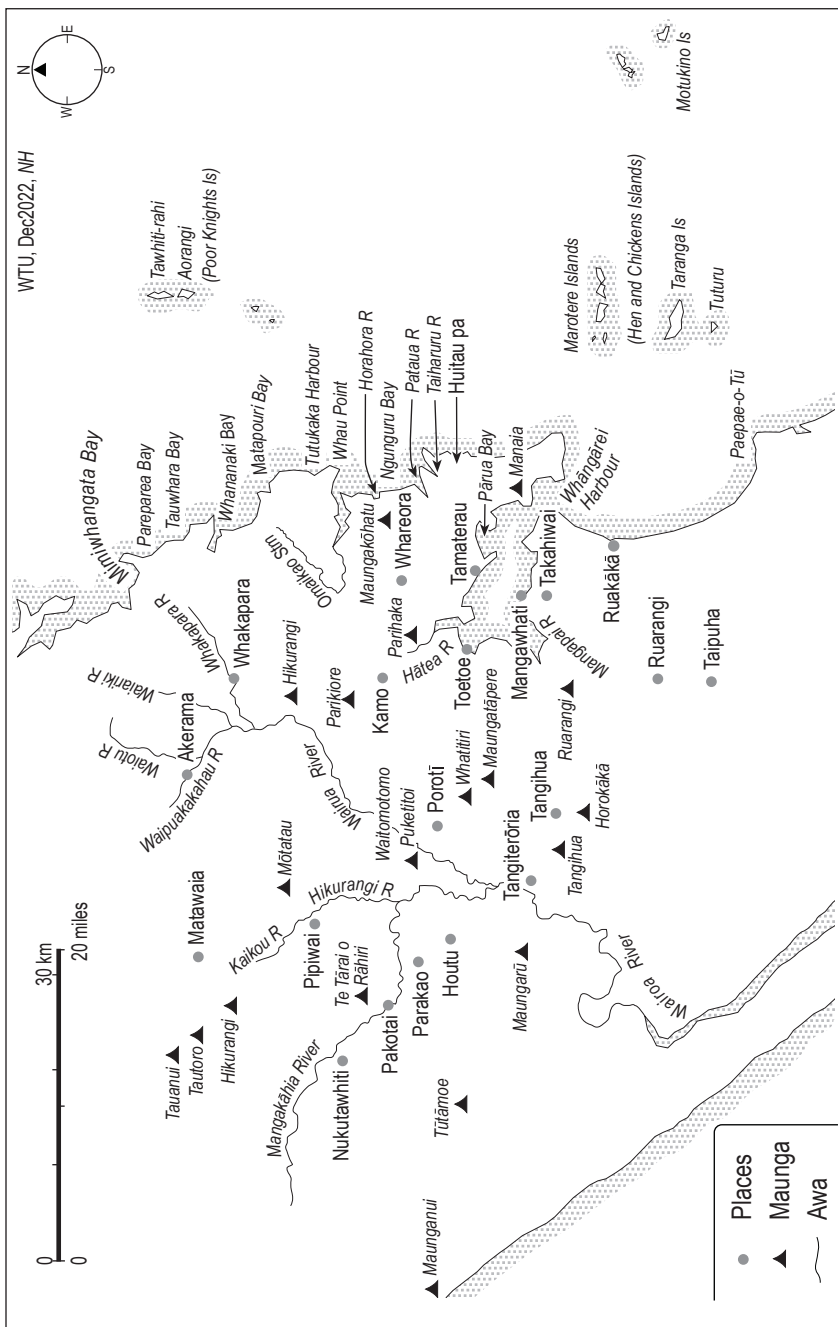 0 30 km
0 20 miles
WTU, Dec2022, NH
N
E
S
W
Mimiwhangata Bay
Pareparea Bay
Tauwhara Bay
Whananaki Bay
Matapouri Bay
Tutukaka Harbour
Whau Point
Horahora R
Ngunguru Bay
Pataua R
Taiharuru R
Huitau pa
Tawhiti-rahi
Aorangi
(Poor Knights Is)
Waiotu R
Waiariki R
Whakapara R
Akerama
Whakapara
Waipuakakahau R
Tauanui
Tautoro
Hikurangi
Matawaia
Mōtatau
Hikurangi
Parikiore
Omaikao Stm
Maungakōhatu
Kaikou R
Pipiwai
Hikurangi R
Wairua
River
Mangakāhia River
Nukutawhiti
Te Tārai o
Rāhiri
Pakotai
Parakao
Houtu
Waitomotomo
Puketitoi
Porotī
Kamo
Parihaka
Whareora
Hātea R
Toetoe
Tamaterau
Pārua Bay
Manaia
Whatitiri
Maungatāpere
Maunganui
Tūtāmoe
Maungarū
Tangiterōria
Tangihua
Tangihua
Horokākā
Ruarangi
Mangawhati
Mangapai R
Takahiwai
Whāngārei
Harbour
Marotere Islands
(Hen and Chickens Islands)
Taranga Is
Tuturu
Motukino Is
Wairoa River
Ruakākā
Ruarangi
Taipuha
Paepae-o-Tū
Places
Maunga
Awa